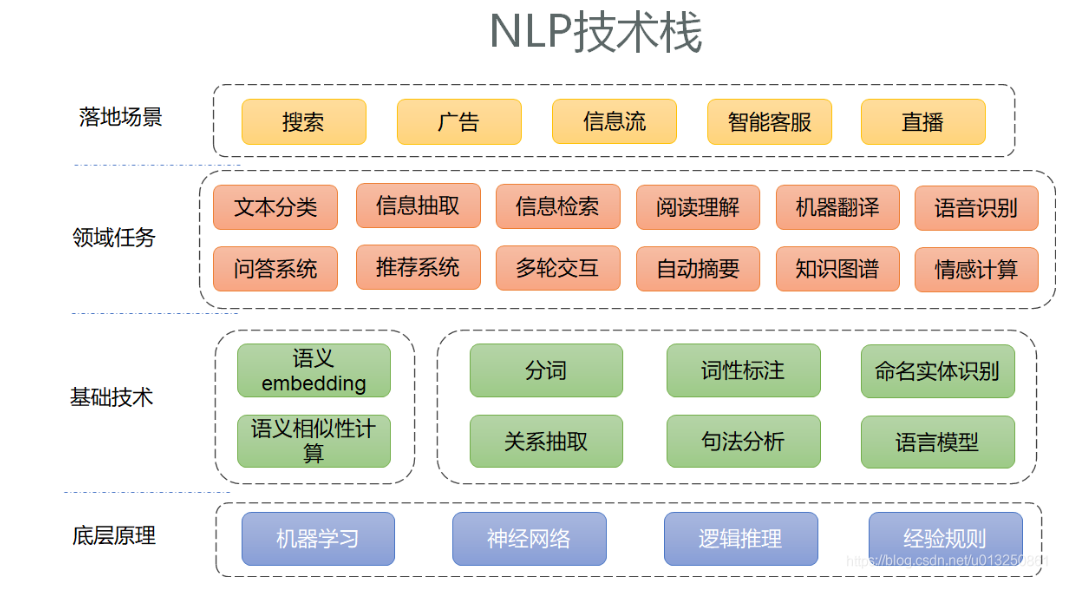 NLP技术栈
落地场景
搜索
广告
信息流
智能客服
直播
领域任务
文本分类
信息抽取
信息检索
阅读理解
机器翻译
语音识别
问答系统
推荐系统
多轮交互
自动摘要
知识图谱
情感计算
基础技术
语义
embedding
语义相似性计
算
分词
词性标注
命名实体识别
关系抽取
句法分析
语言模型
底层原理
机器学习
神经网络
逻辑推理
经验规则